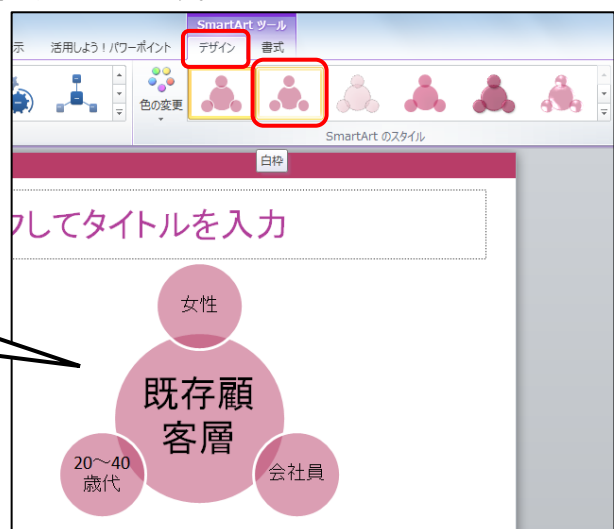 SmartArt ツール
示 活用しよう！パワーポイント デザイン 書式
色の変更
SmartArt のスタイル
白枠
クしてタイトルを入力
女性
既存顧
客層
20～40
歳代
会社員